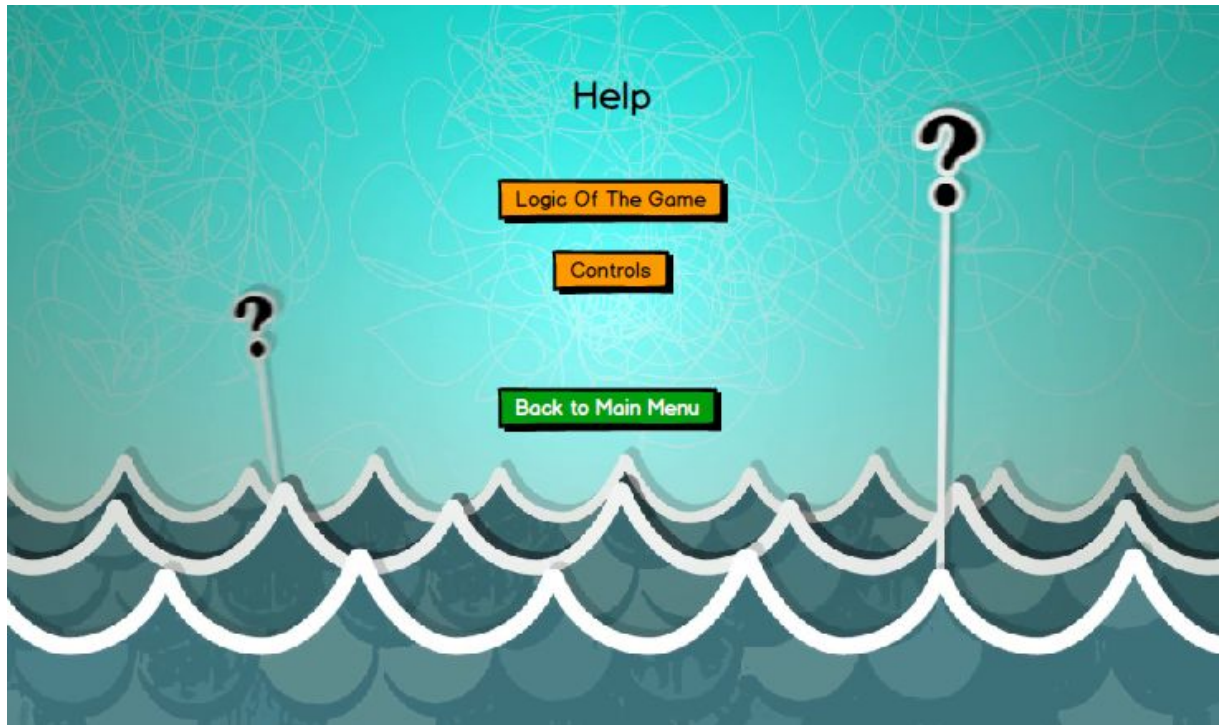 Help
?
Logic Of The Game
Controls
?
Back to Main Menu